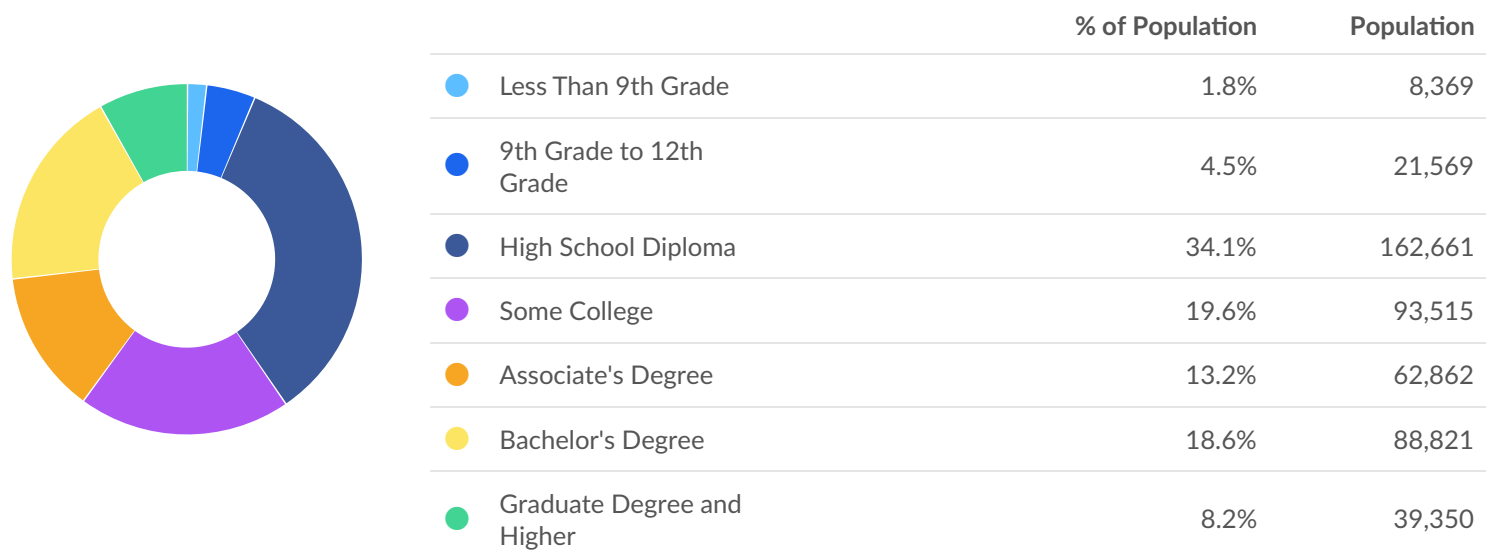 % of Population Population
Less Than 9th Grade 1.8% 8,369
9th Grade to 12th
Grade 4.5% 21,569
High School Diploma 34.1% 162,661
Some College 19.6% 93,515
Associate's Degree 13.2% 62,862
Bachelor's Degree 18.6% 88,821
Graduate Degree and
Higher 8.2% 39,350